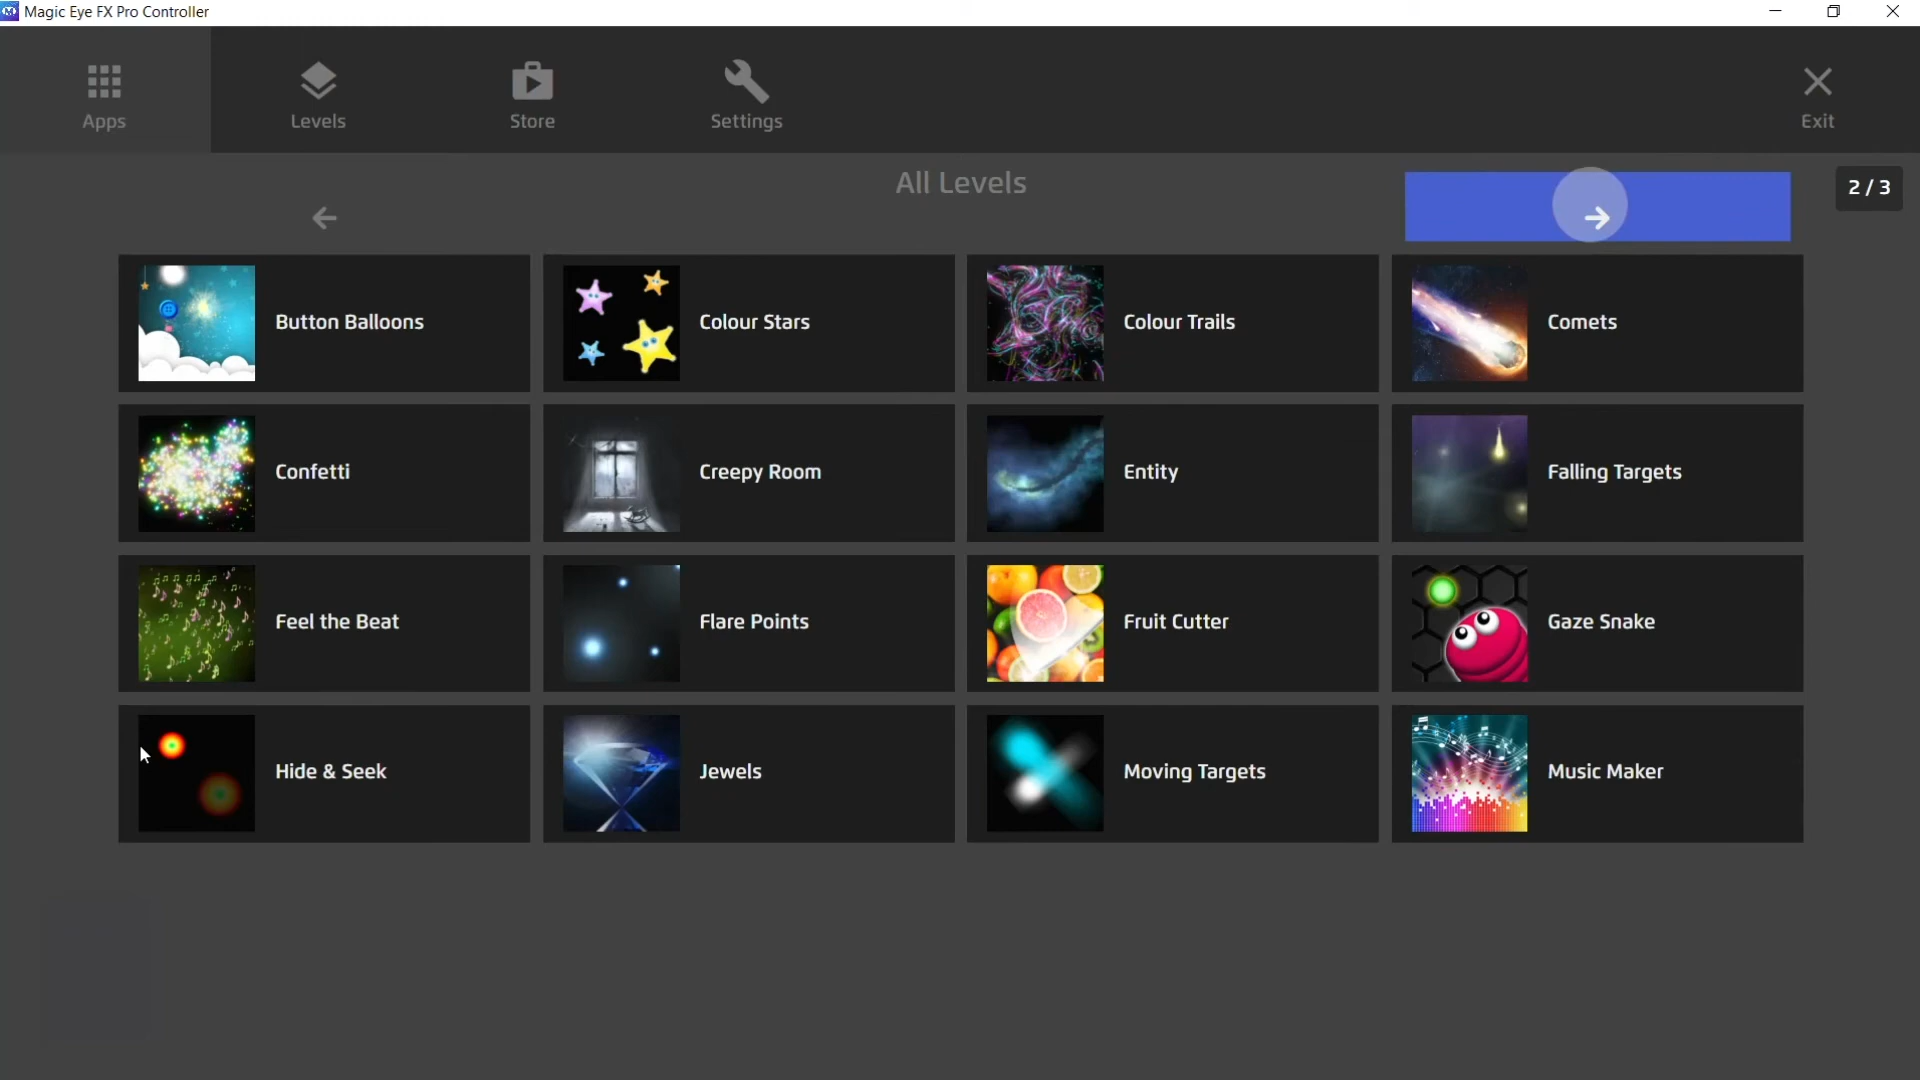 Magic Eye FX Pro Controller
Apps
Levels
Store
Settings
Exit
All Levels
2 / 3
Button Balloons
Colour Stars
Colour Trails
Comets
Confetti
Creepy Room
Entity
Falling Targets
Feel the Beat
Flare Points
Fruit Cutter
Gaze Snake
Hide & Seek
Jewels
Moving Targets
Music Maker